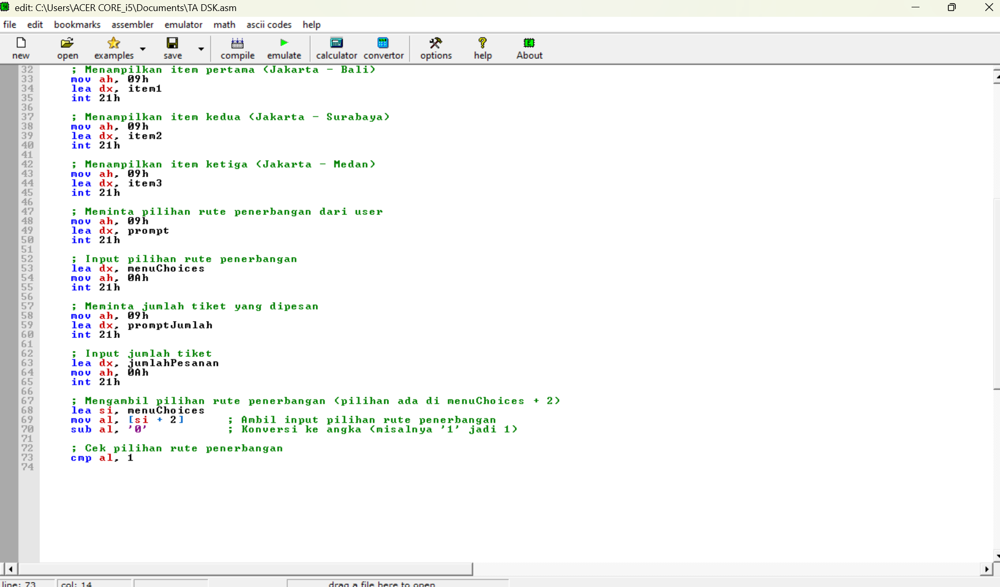 edit: C:\Users\ACER CORE_i5\Documents\TA DSK.asm
file edit bookmarks assembler emulator math ascii codes help
new open examples save compile emulate calculator convertor options help About
32 ; Menampilkan item pertama (Jakarta - Bali)
33 mov ah, 09h
34 lea dx, item1
35 int 21h
36
37 ; Menampilkan item kedua (Jakarta - Surabaya)
38 mov ah, 09h
39 lea dx, item2
40 int 21h
41
42 ; Menampilkan item ketiga (Jakarta - Medan)
43 mov ah, 09h
44 lea dx, item3
45 int 21h
46
47 ; Meminta pilihan rute penerbangan dari user
48 mov ah, 09h
49 lea dx, prompt
50 int 21h
51
52 ; Input pilihan rute penerbangan
53 lea dx, menuChoices
54 mov ah, 0Ah
55 int 21h
56
57 ; Meminta jumlah tiket yang dipesan
58 mov ah, 09h
59 lea dx, promptJumlah
60 int 21h
61
62 ; Input jumlah tiket
63 lea dx, jumlahPesanan
64 mov ah, 0Ah
65 int 21h
66
67 ; Mengambil pilihan rute penerbangan (pilihan ada di menuChoices + 2)
68 lea si, menuChoices
69 mov al, [si + 2] ; Ambil input pilihan rute penerbangan
70 sub al, '0' ; Konversi ke angka (misalnya '1' jadi 1)
71
72 ; Cek pilihan rute penerbangan
73 cmp al, 1
74
line: 73 col: 14 drag a file here to open